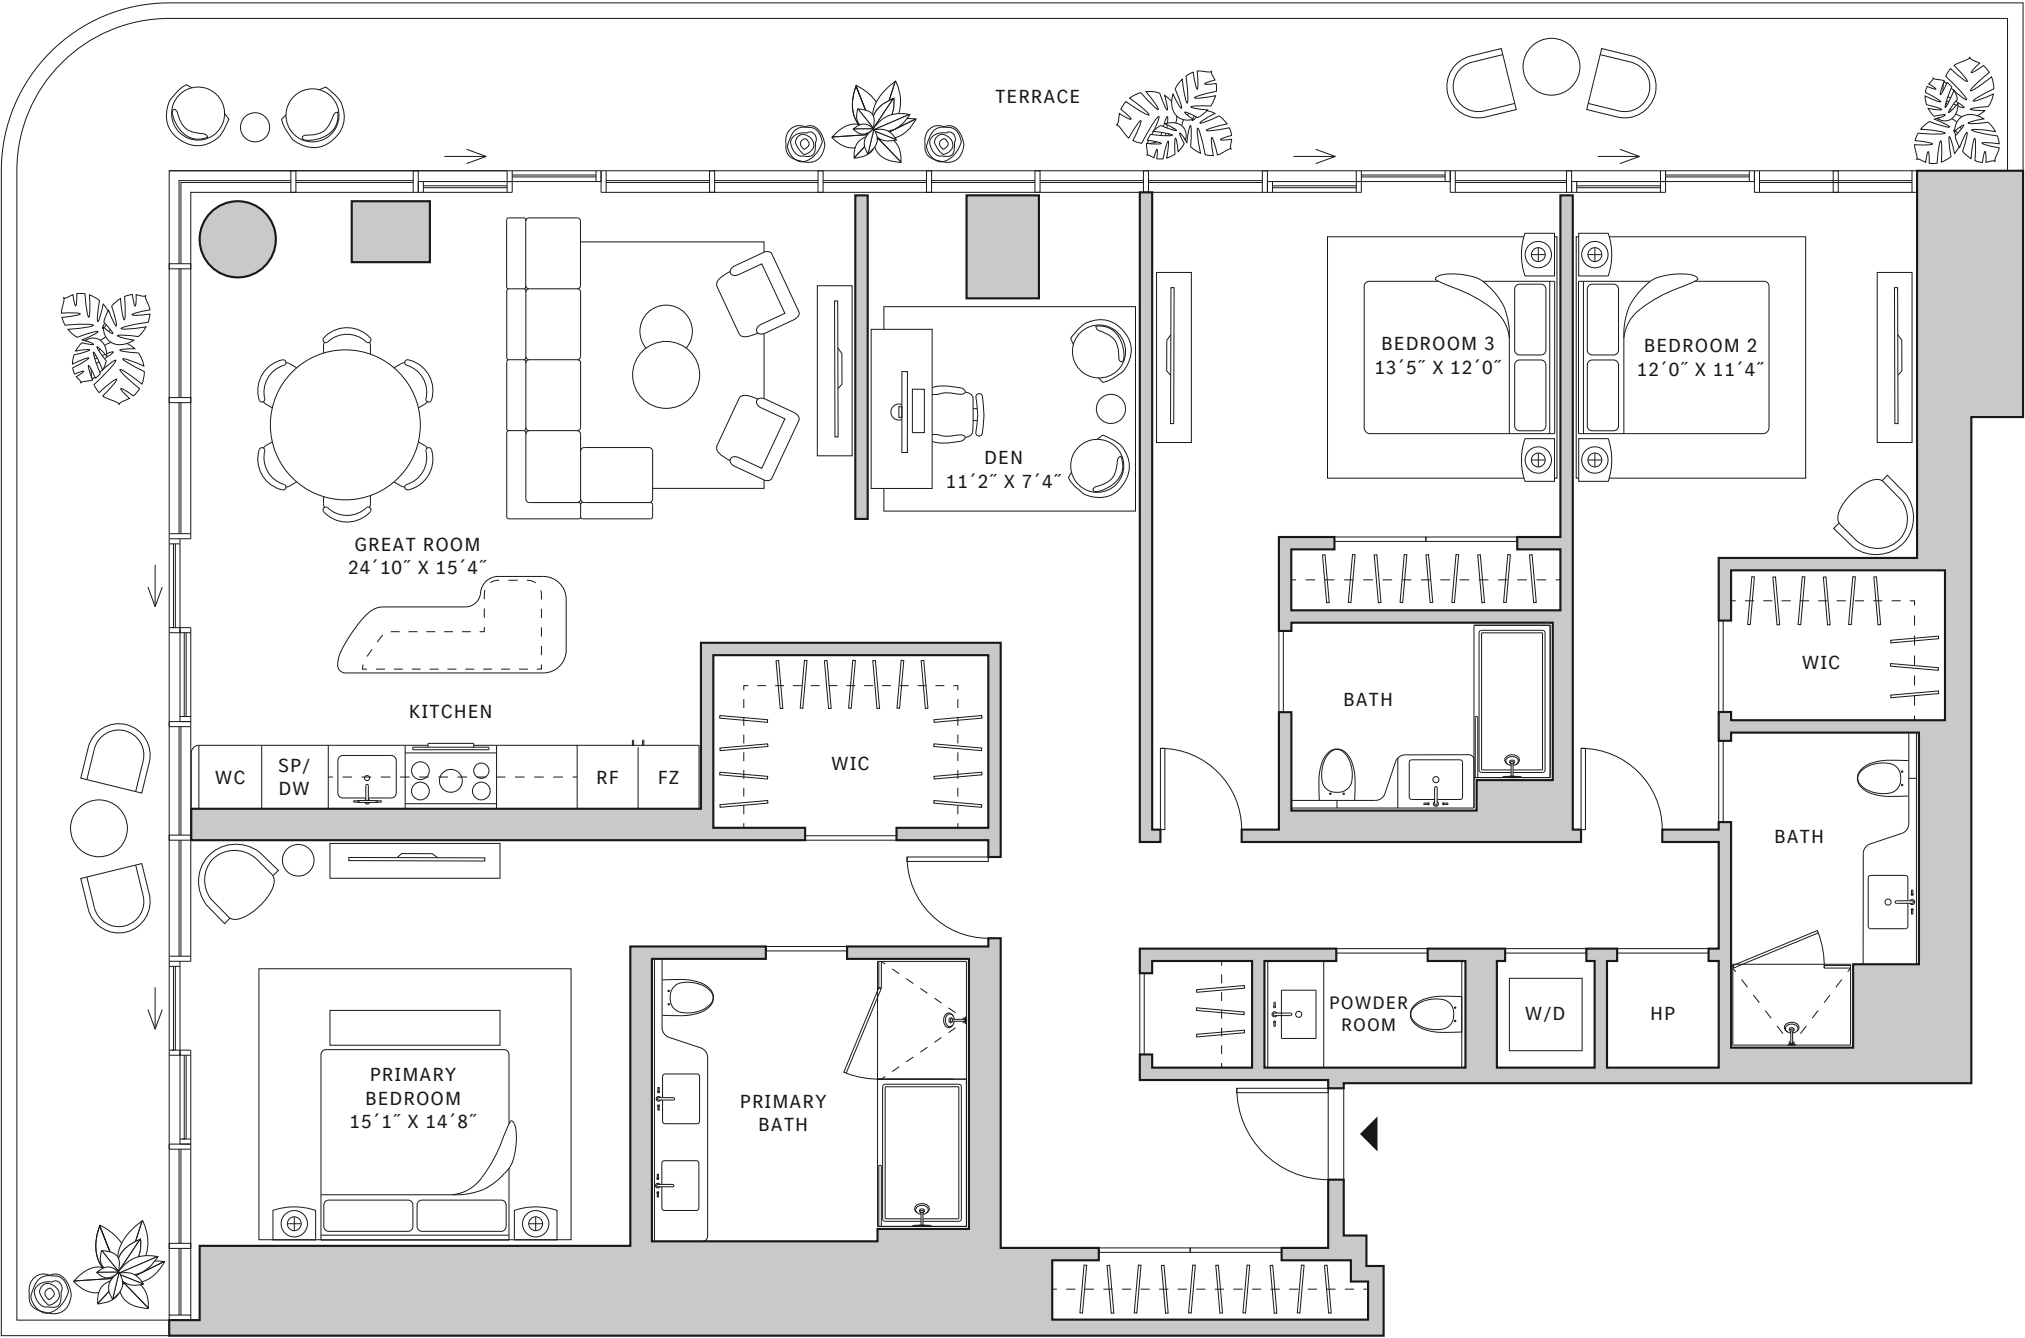 TERRACE
BEDROOM 3
13´5˝ X 12´0˝
BEDROOM 2
12´0˝ X 11´4˝
DEN
11´2˝ X 7´4˝
GREAT ROOM
24´10˝ X 15´4˝
KITCHEN
WC
SP/
DW
RF
FZ
WIC
BATH
WIC
BATH
PRIMARY
BEDROOM
15´1˝ X 14´8˝
PRIMARY
BATH
POWDER
ROOM
W/D
HP